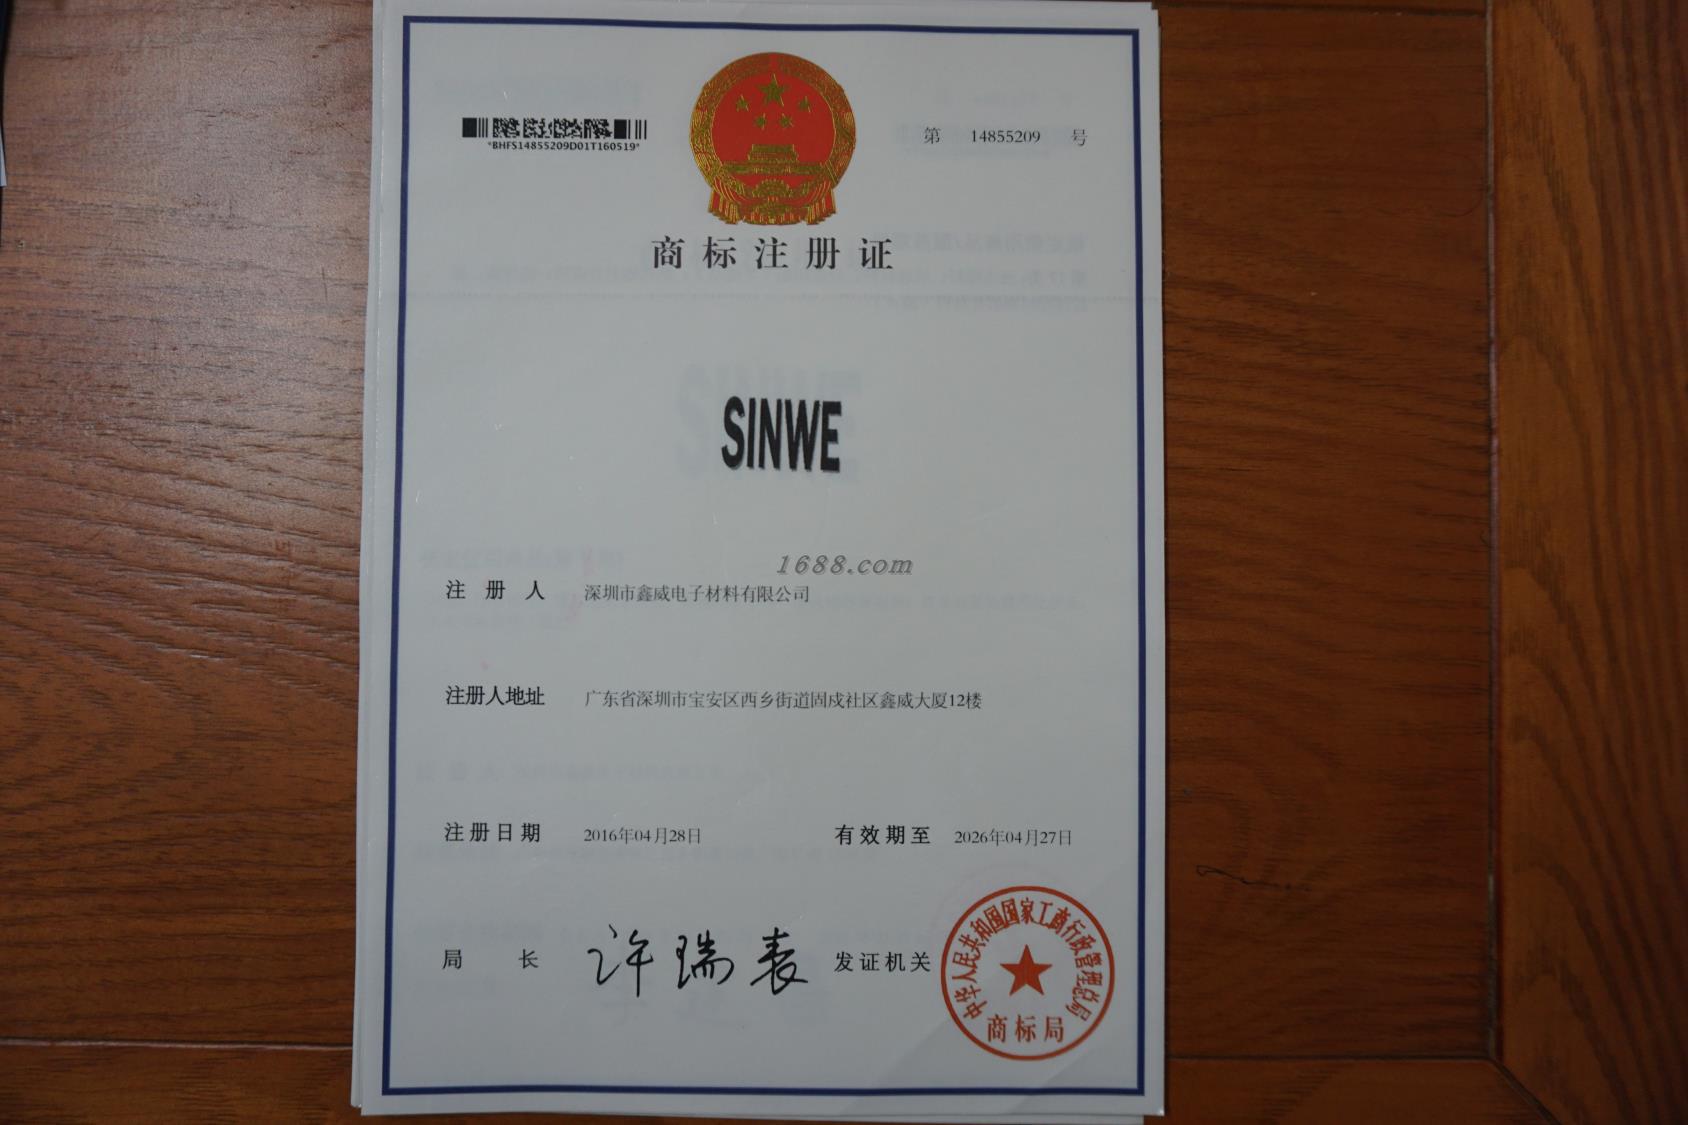 *BHFS14855209D01T160519*
第 14855209 号
商标注册证
SINWE
1688.com
注册人 深圳市鑫威电子材料有限公司
注册人地址 广东省深圳市宝安区西乡街道固戍社区鑫威大厦12楼
注册日期 2016年04月28日 有效期至 2026年04月27日
局长 许瑞表 发证机关
中华人民共和国国家工商行政管理总局
商标局